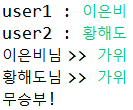 user1 : 이은비
user2 : 황해도
이은비님 >> 가위
황해도님 >> 가위
무승부!